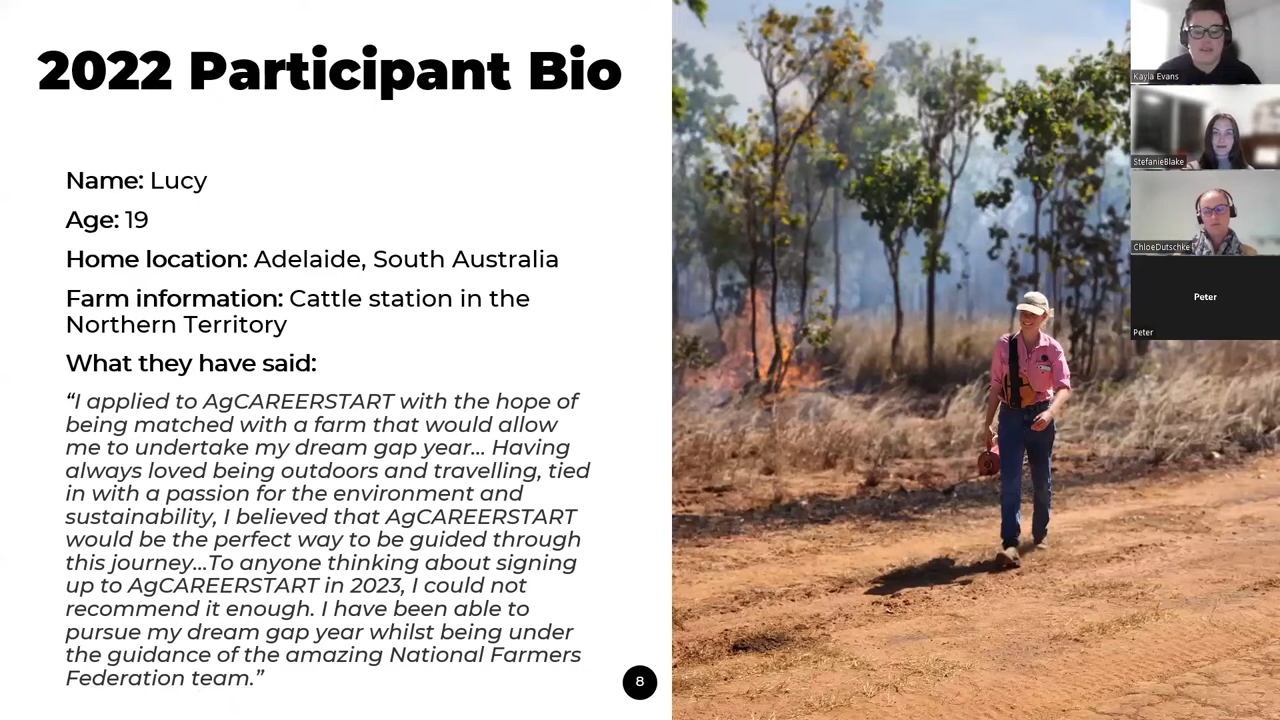 2022 Participant Bio
Name: Lucy
Age: 19
Home location: Adelaide, South Australia
Farm information: Cattle station in the
Northern Territory
What they have said:
“I applied to AgCAREERSTART with the hope of
being matched with a farm that would allow
me to undertake my dream gap year... Having
always loved being outdoors and travelling, tied
in with a passion for the environment and
sustainability, I believed that AgCAREERSTART
would be the perfect way to be guided through
this journey...To anyone thinking about signing
up to AgCAREERSTART in 2023, I could not
recommend it enough. I have been able to
pursue my dream gap year whilst being under
the guidance of the amazing National Farmers
Federation team.”
8
Kayla Evans
StefanieBlake
ChloeDutschke
Peter
Peter